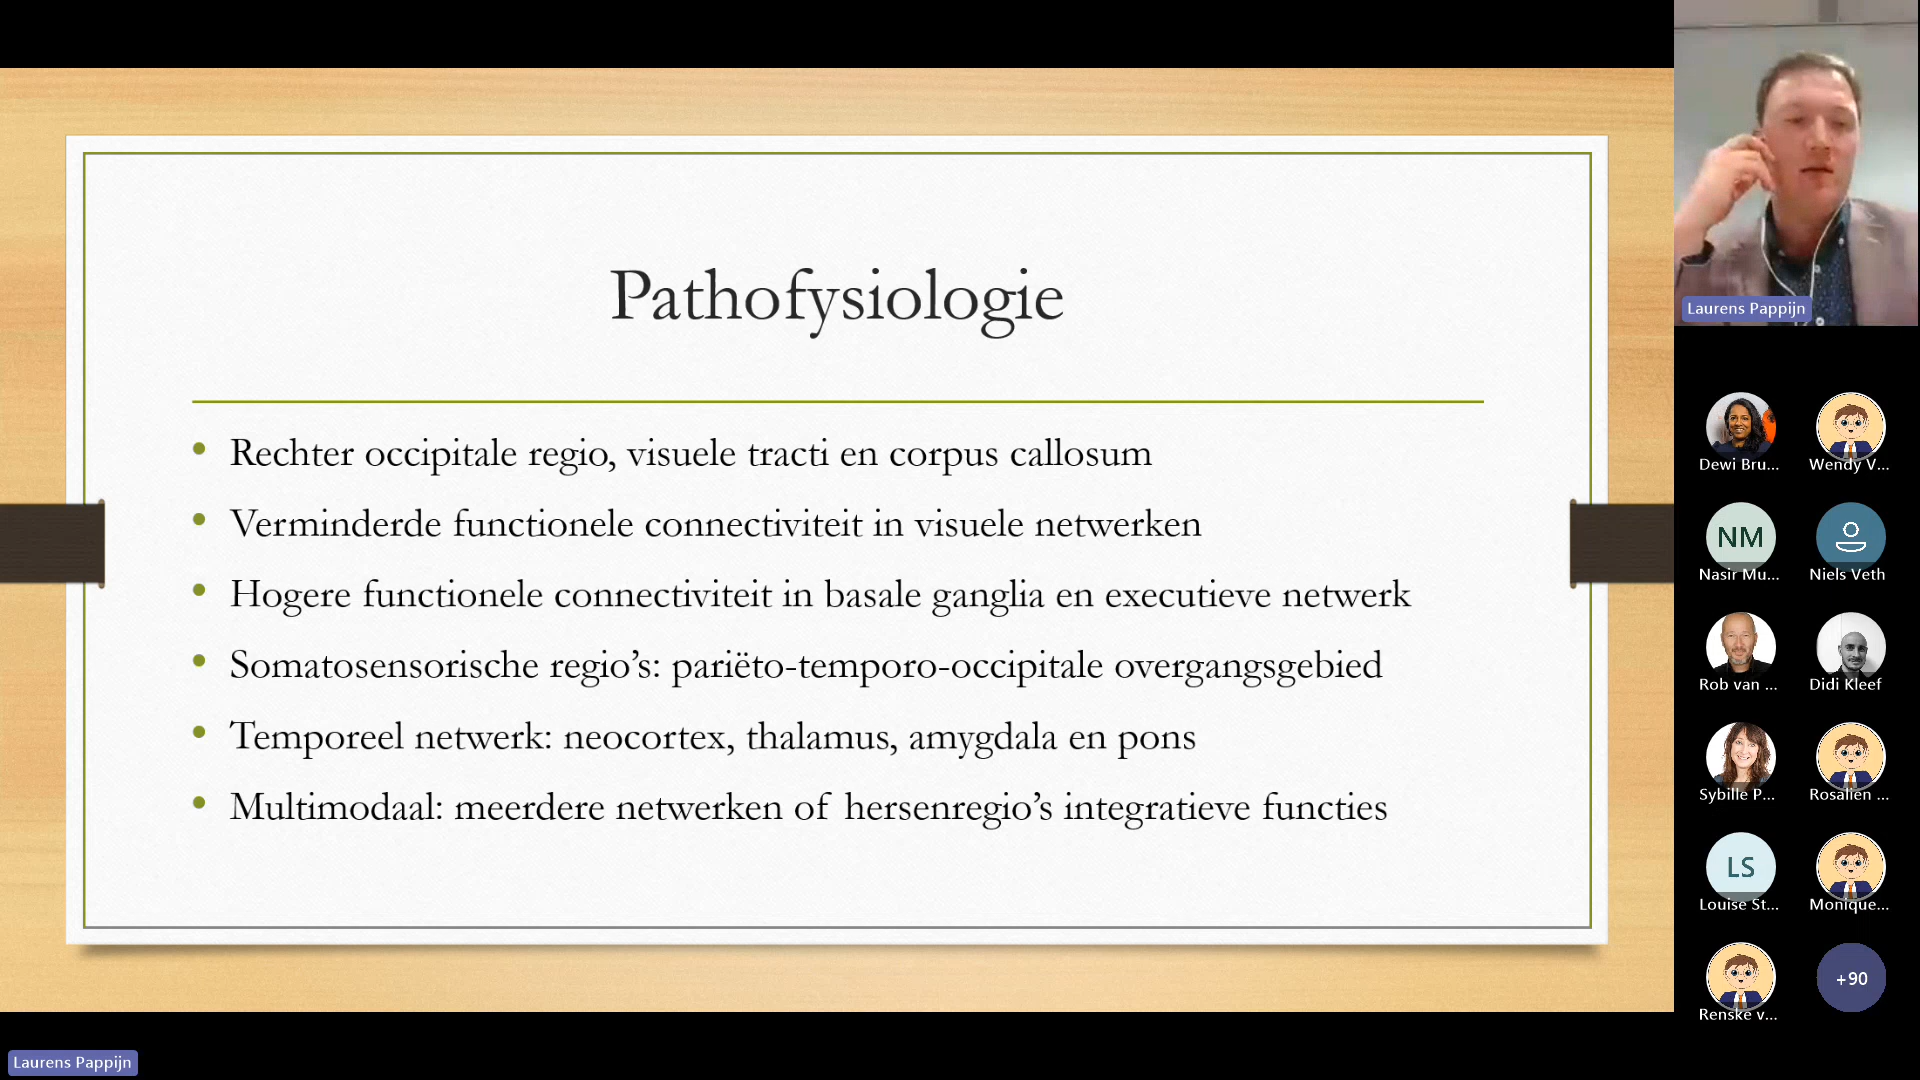 Pathofysiologie
Rechter occipitale regio, visuele tracti en corpus callosum
Verminderde functionele connectiviteit in visuele netwerken
Hogere functionele connectiviteit in basale ganglia en executieve netwerk
Somatosensorische regio’s: pariëto-temporo-occipitale overgangsgebied
Temporeel netwerk: neocortex, thalamus, amygdala en pons
Multimodaal: meerdere netwerken of hersenregio’s integratieve functies
Laurens Pappijn
Dewi Bru...
Wendy V...
NM
Nasir Mu...
Niels Veth
Rob van ...
Didi Kleef
Sybille P...
Rosalien ...
LS
Louise St...
Monique...
Renske v...
+90
Laurens Pappijn